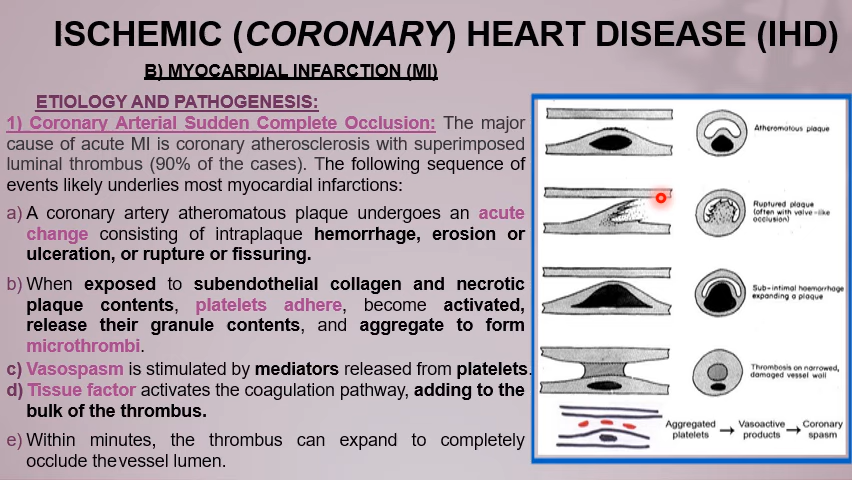 ISCHEMIC (CORONARY) HEART DISEASE (IHD)
B) MYOCARDIAL INFARCTION (MI)
ETIOLOGY AND PATHOGENESIS:
1) Coronary Arterial Sudden Complete Occlusion: The major
cause of acute MI is coronary atherosclerosis with superimposed
luminal thrombus (90% of the cases). The following sequence of
events likely underlies most myocardial infarctions:
a) A coronary artery atheromatous plaque undergoes an acute
change consisting of intraplaque hemorrhage, erosion or
ulceration, or rupture or fissuring.
b) When exposed to subendothelial collagen and necrotic
plaque contents, platelets adhere, become activated,
release their granule contents, and aggregate to form
microthrombi.
c) Vasospasm is stimulated by mediators released from platelets.
d) Tissue factor activates the coagulation pathway, adding to the
bulk of the thrombus.
e) Within minutes, the thrombus can expand to completely
occlude the vessel lumen.
Atheromatous plaque
Ruptured plaque
(often with valve-like
occlusion)
Sub-intimal haemorrhage
expanding a plaque
Thrombosis on narrowed,
damaged vessel wall
Aggregated platelets → Vasoactive products → Coronary spasm